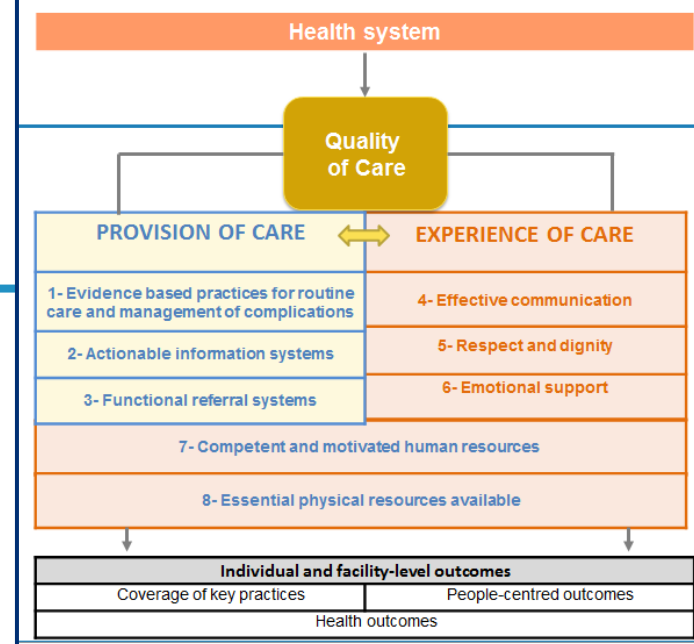 Health system
Quality
of Care
PROVISION OF CARE
EXPERIENCE OF CARE
1- Evidence based practices for routine
care and management of complications
2- Actionable information systems
3- Functional referral systems
4- Effective communication
5- Respect and dignity
6- Emotional support
7- Competent and motivated human resources
8- Essential physical resources available
Individual and facility-level outcomes
Coverage of key practices
People-centred outcomes
Health outcomes